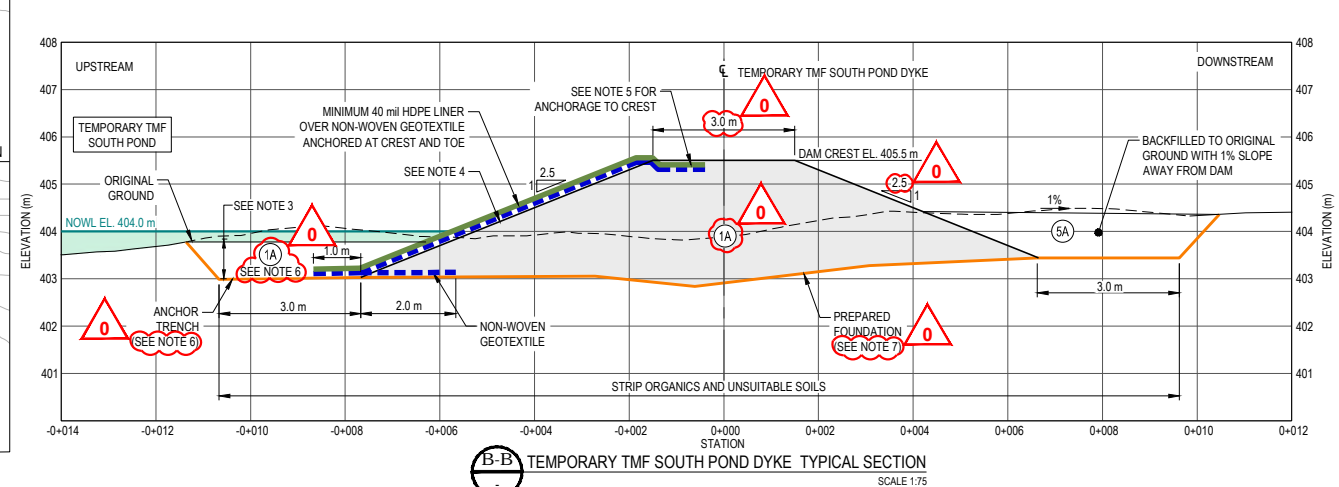 408
407
406
405
404
403
402
401
ELEVATION (m)
UPSTREAM
TEMPORARY TMF
SOUTH POND
ORIGINAL
GROUND
NOWL EL. 404.0 m
SEE NOTE 3
1A
SEE NOTE 6
0
1.0 m
MINIMUM 40 mil HDPE LINER
OVER NON-WOVEN GEOTEXTILE
ANCHORED AT CREST AND TOE
SEE NOTE 4
2.5
1
SEE NOTE 5 FOR
ANCHORAGE TO CREST
℄ TEMPORARY TMF SOUTH POND DYKE
0
3.0 m
DAM CREST EL. 405.5 m
0
2.5
1
0
1A
DOWNSTREAM
BACKFILLED TO ORIGINAL
GROUND WITH 1% SLOPE
AWAY FROM DAM
1%
5A
408
407
406
405
404
403
402
401
ELEVATION (m)
0
ANCHOR
TRENCH
(SEE NOTE 6)
3.0 m
2.0 m
NON-WOVEN
GEOTEXTILE
PREPARED
FOUNDATION
(SEE NOTE 7)
0
3.0 m
STRIP ORGANICS AND UNSUITABLE SOILS
-0+014
-0+012
-0+010
-0+008
-0+006
-0+004
-0+002
0+000
0+002
0+004
0+006
0+008
0+010
0+012
STATION
B-B
-
TEMPORARY TMF SOUTH POND DYKE TYPICAL SECTION
SCALE 1:75
N